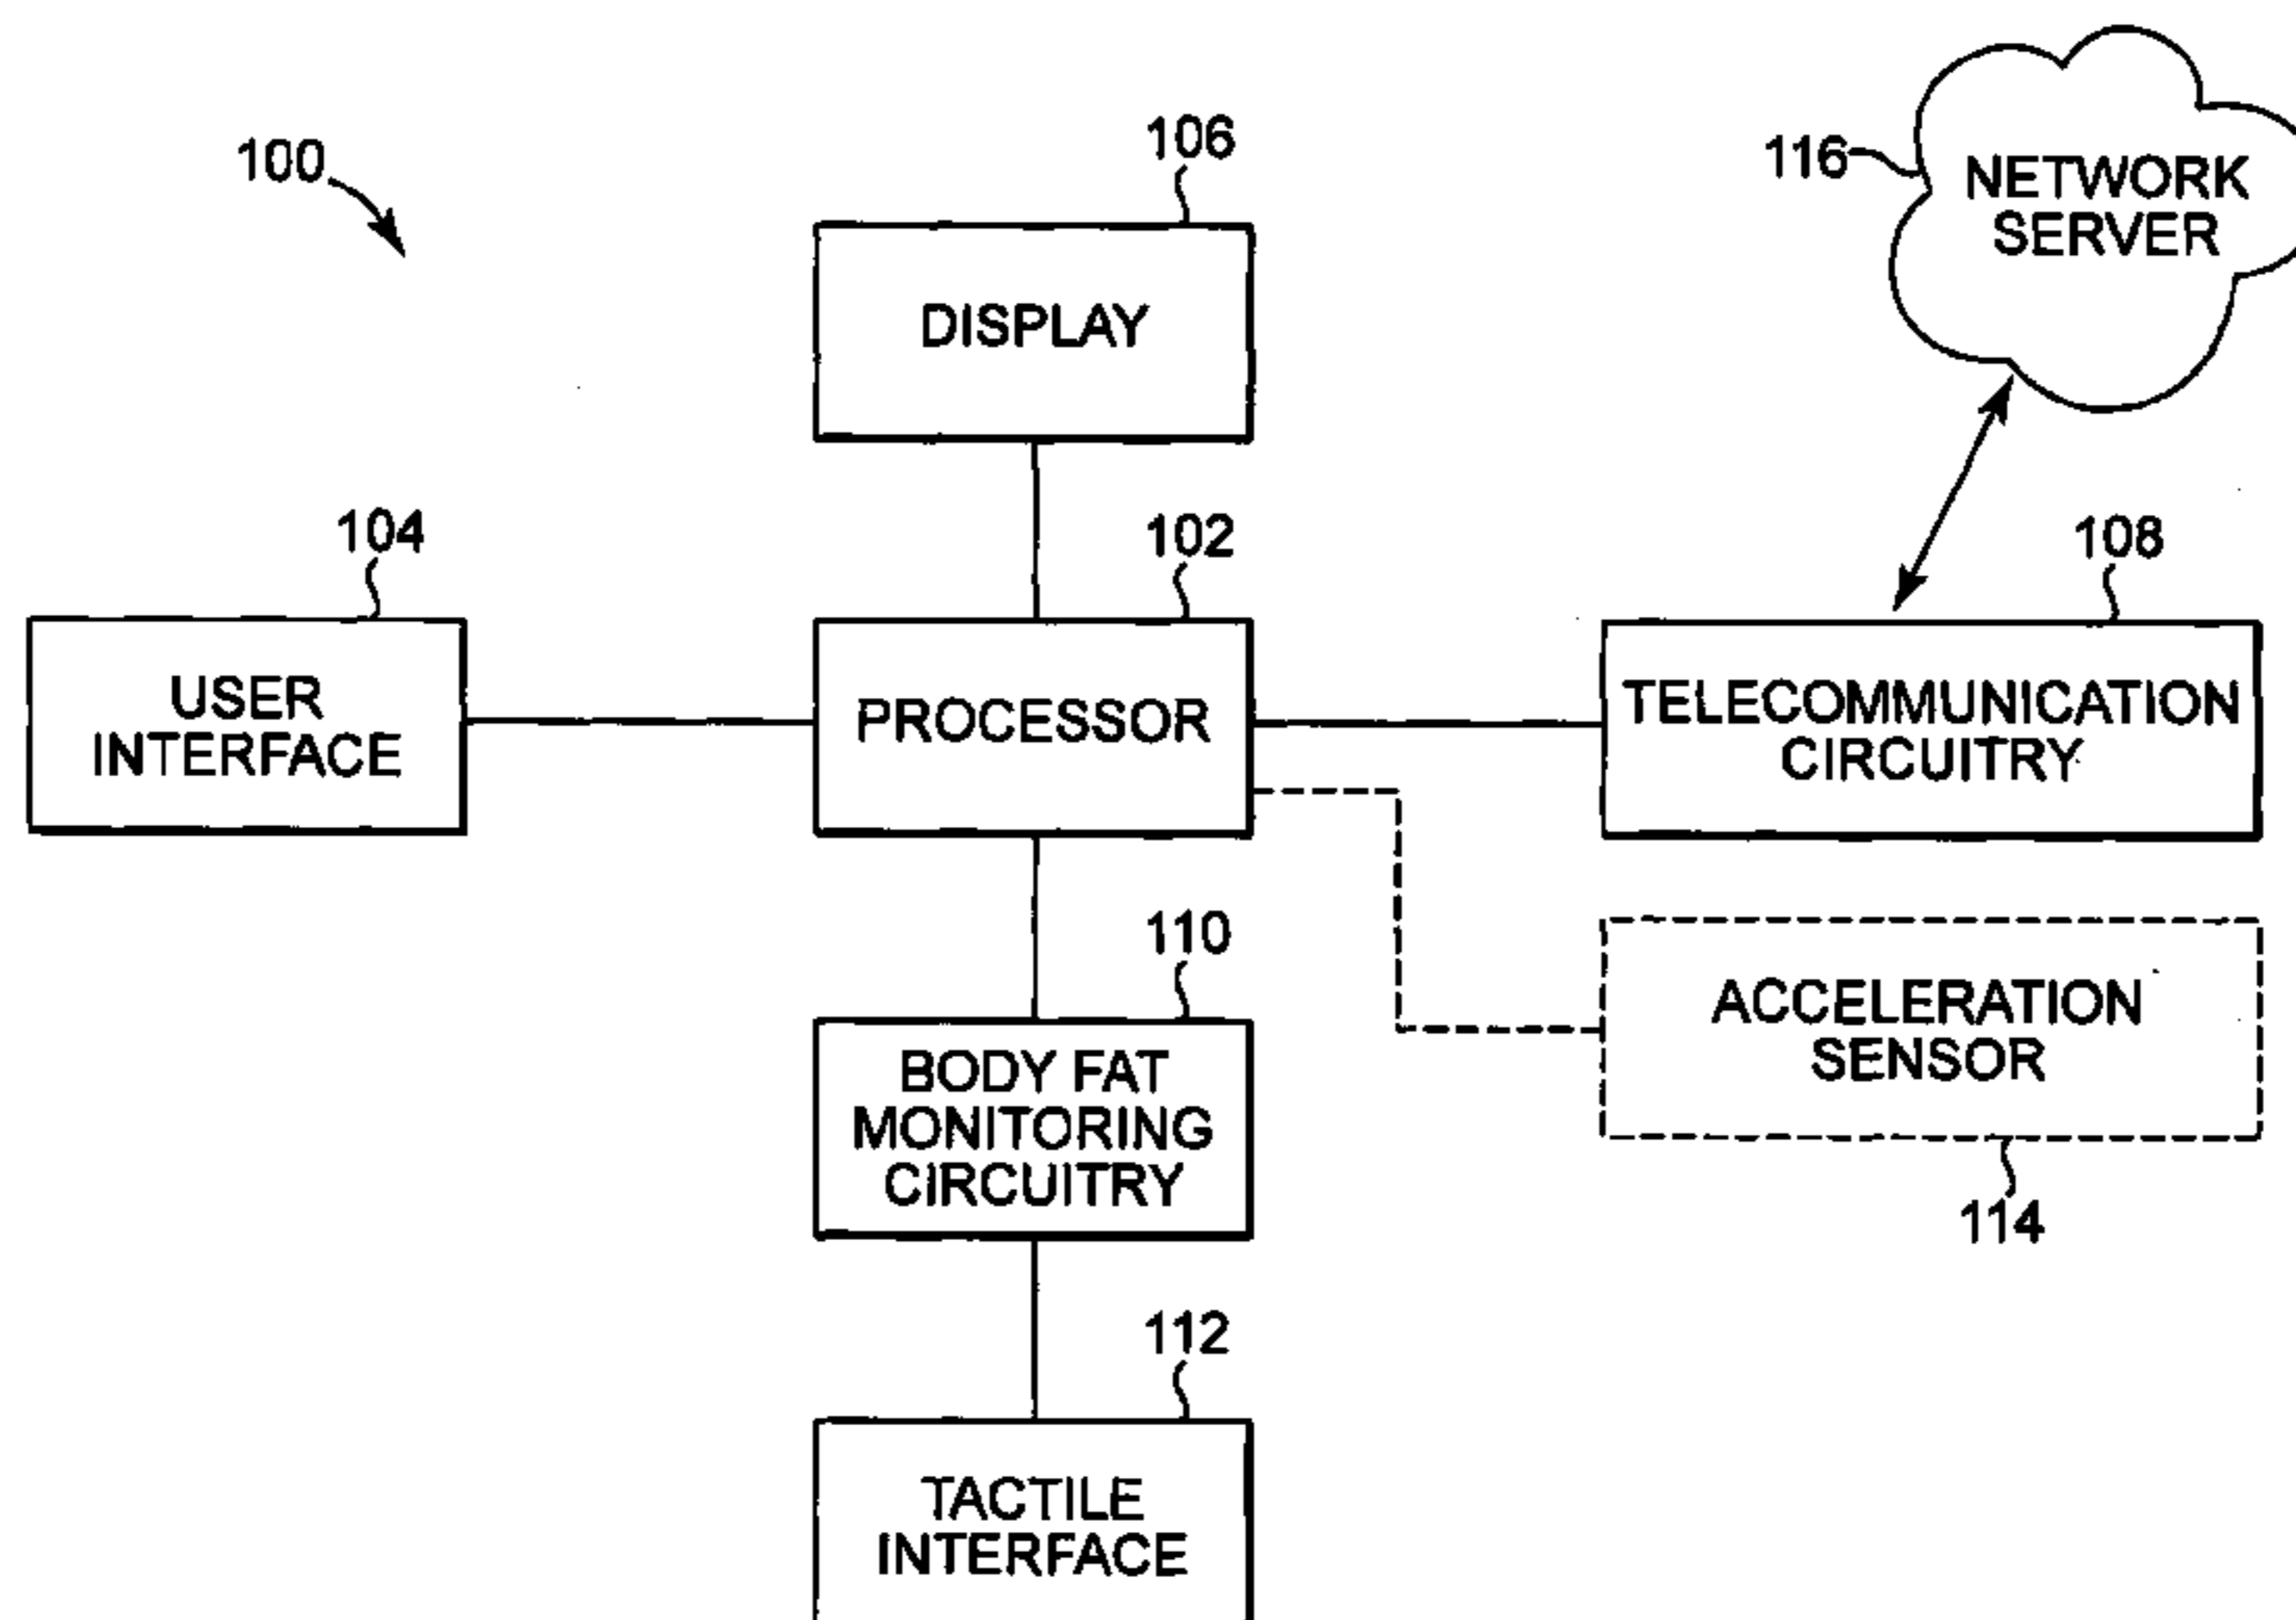 100
106
116
NETWORK
SERVER
DISPLAY
104
102
108
USER
INTERFACE
PROCESSOR
TELECOMMUNICATION
CIRCUITRY
110
BODY FAT
MONITORING
CIRCUITRY
ACCELERATION
SENSOR
114
112
TACTILE
INTERFACE